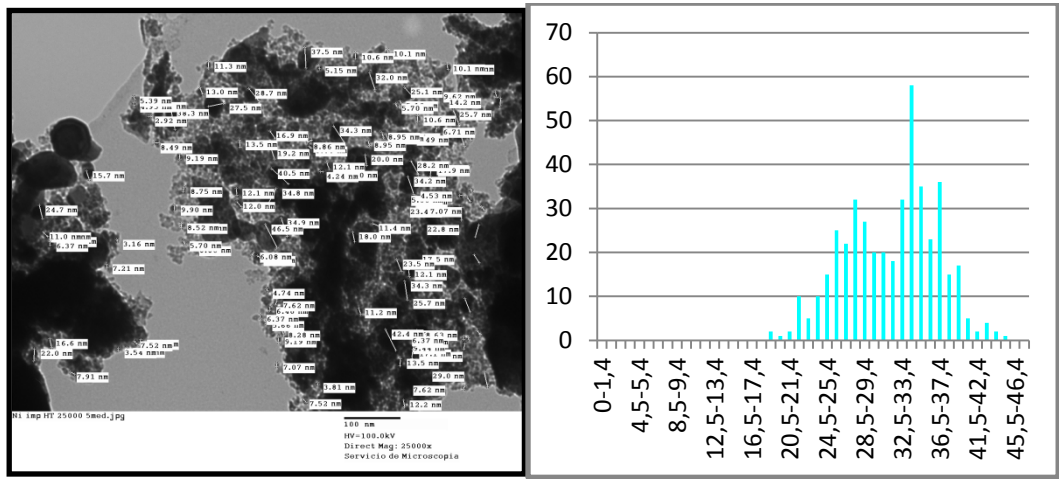 37.5 nm
10.6 nm
10.1 nm
11.3 nm
5.15 nm
10.1 nm
32.0 nm
13.0 nm
28.7 nm
25.1 nm
5.39 nm
14.2 nm
27.5 nm
5.70 nm
25.7 nm
2.92 nm
10.6 nm
34.3 nm
6.71 nm
16.9 nm
8.95 nm
13.5 nm
8.86 nm
8.95 nm
8.49 nm
19.2 nm
9.19 nm
20.0 nm
12.1 nm
28.2 nm
15.7 nm
40.5 nm
4.24 nm
34.2 nm
8.75 nm
12.1 nm
34.8 nm
4.53 nm
24.7 nm
9.90 nm
12.0 nm
7.07 nm
8.52 nm
46.5 nm
11.4 nm
22.8 nm
11.0 nm
18.0 nm
6.37 nm
3.16 nm
5.70 nm
6.08 nm
7.21 nm
23.5 nm
12.1 nm
34.3 nm
4.74 nm
7.62 nm
25.7 nm
6.37 nm
11.2 nm
42.4 nm
6.37 nm
16.6 nm
7.52 nm
22.0 nm
3.54 nm
13.5 nm
7.07 nm
7.91 nm
29.0 nm
3.81 nm
7.62 nm
7.52 nm
12.2 nm
Ni imp HT 25000 5med.jpg
100 nm
HV=100.0kV
Direct Mag: 25000x
Servicio de Microscopia
70
60
50
40
30
20
10
0
0-1,4
4,5-5,4
8,5-9,4
12,5-13,4
16,5-17,4
20,5-21,4
24,5-25,4
28,5-29,4
32,5-33,4
36,5-37,4
41,5-42,4
45,5-46,4